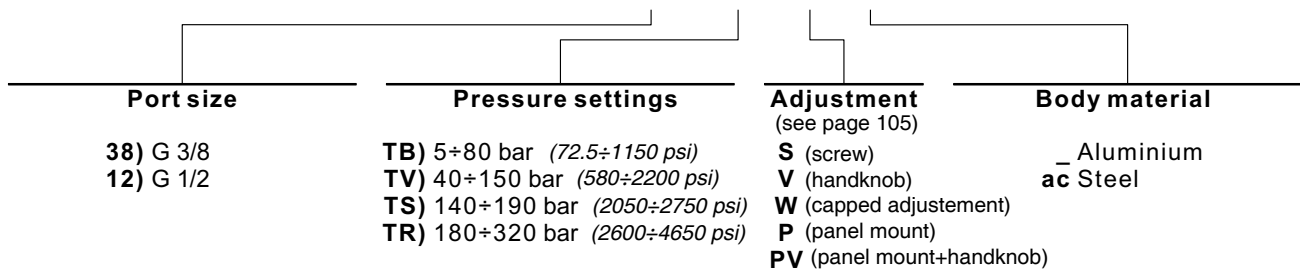 Port size
38) G 3/8
12) G 1/2
Pressure settings
TB) 5÷80 bar (72.5÷1150 psi)
TV) 40÷150 bar (580÷2200 psi)
TS) 140÷190 bar (2050÷2750 psi)
TR) 180÷320 bar (2600÷4650 psi)
Adjustment
(see page 105)
S (screw)
V (handknob)
W (capped adjustement)
P (panel mount)
PV (panel mount+handknob)
Body material
_ Aluminium
ac Steel